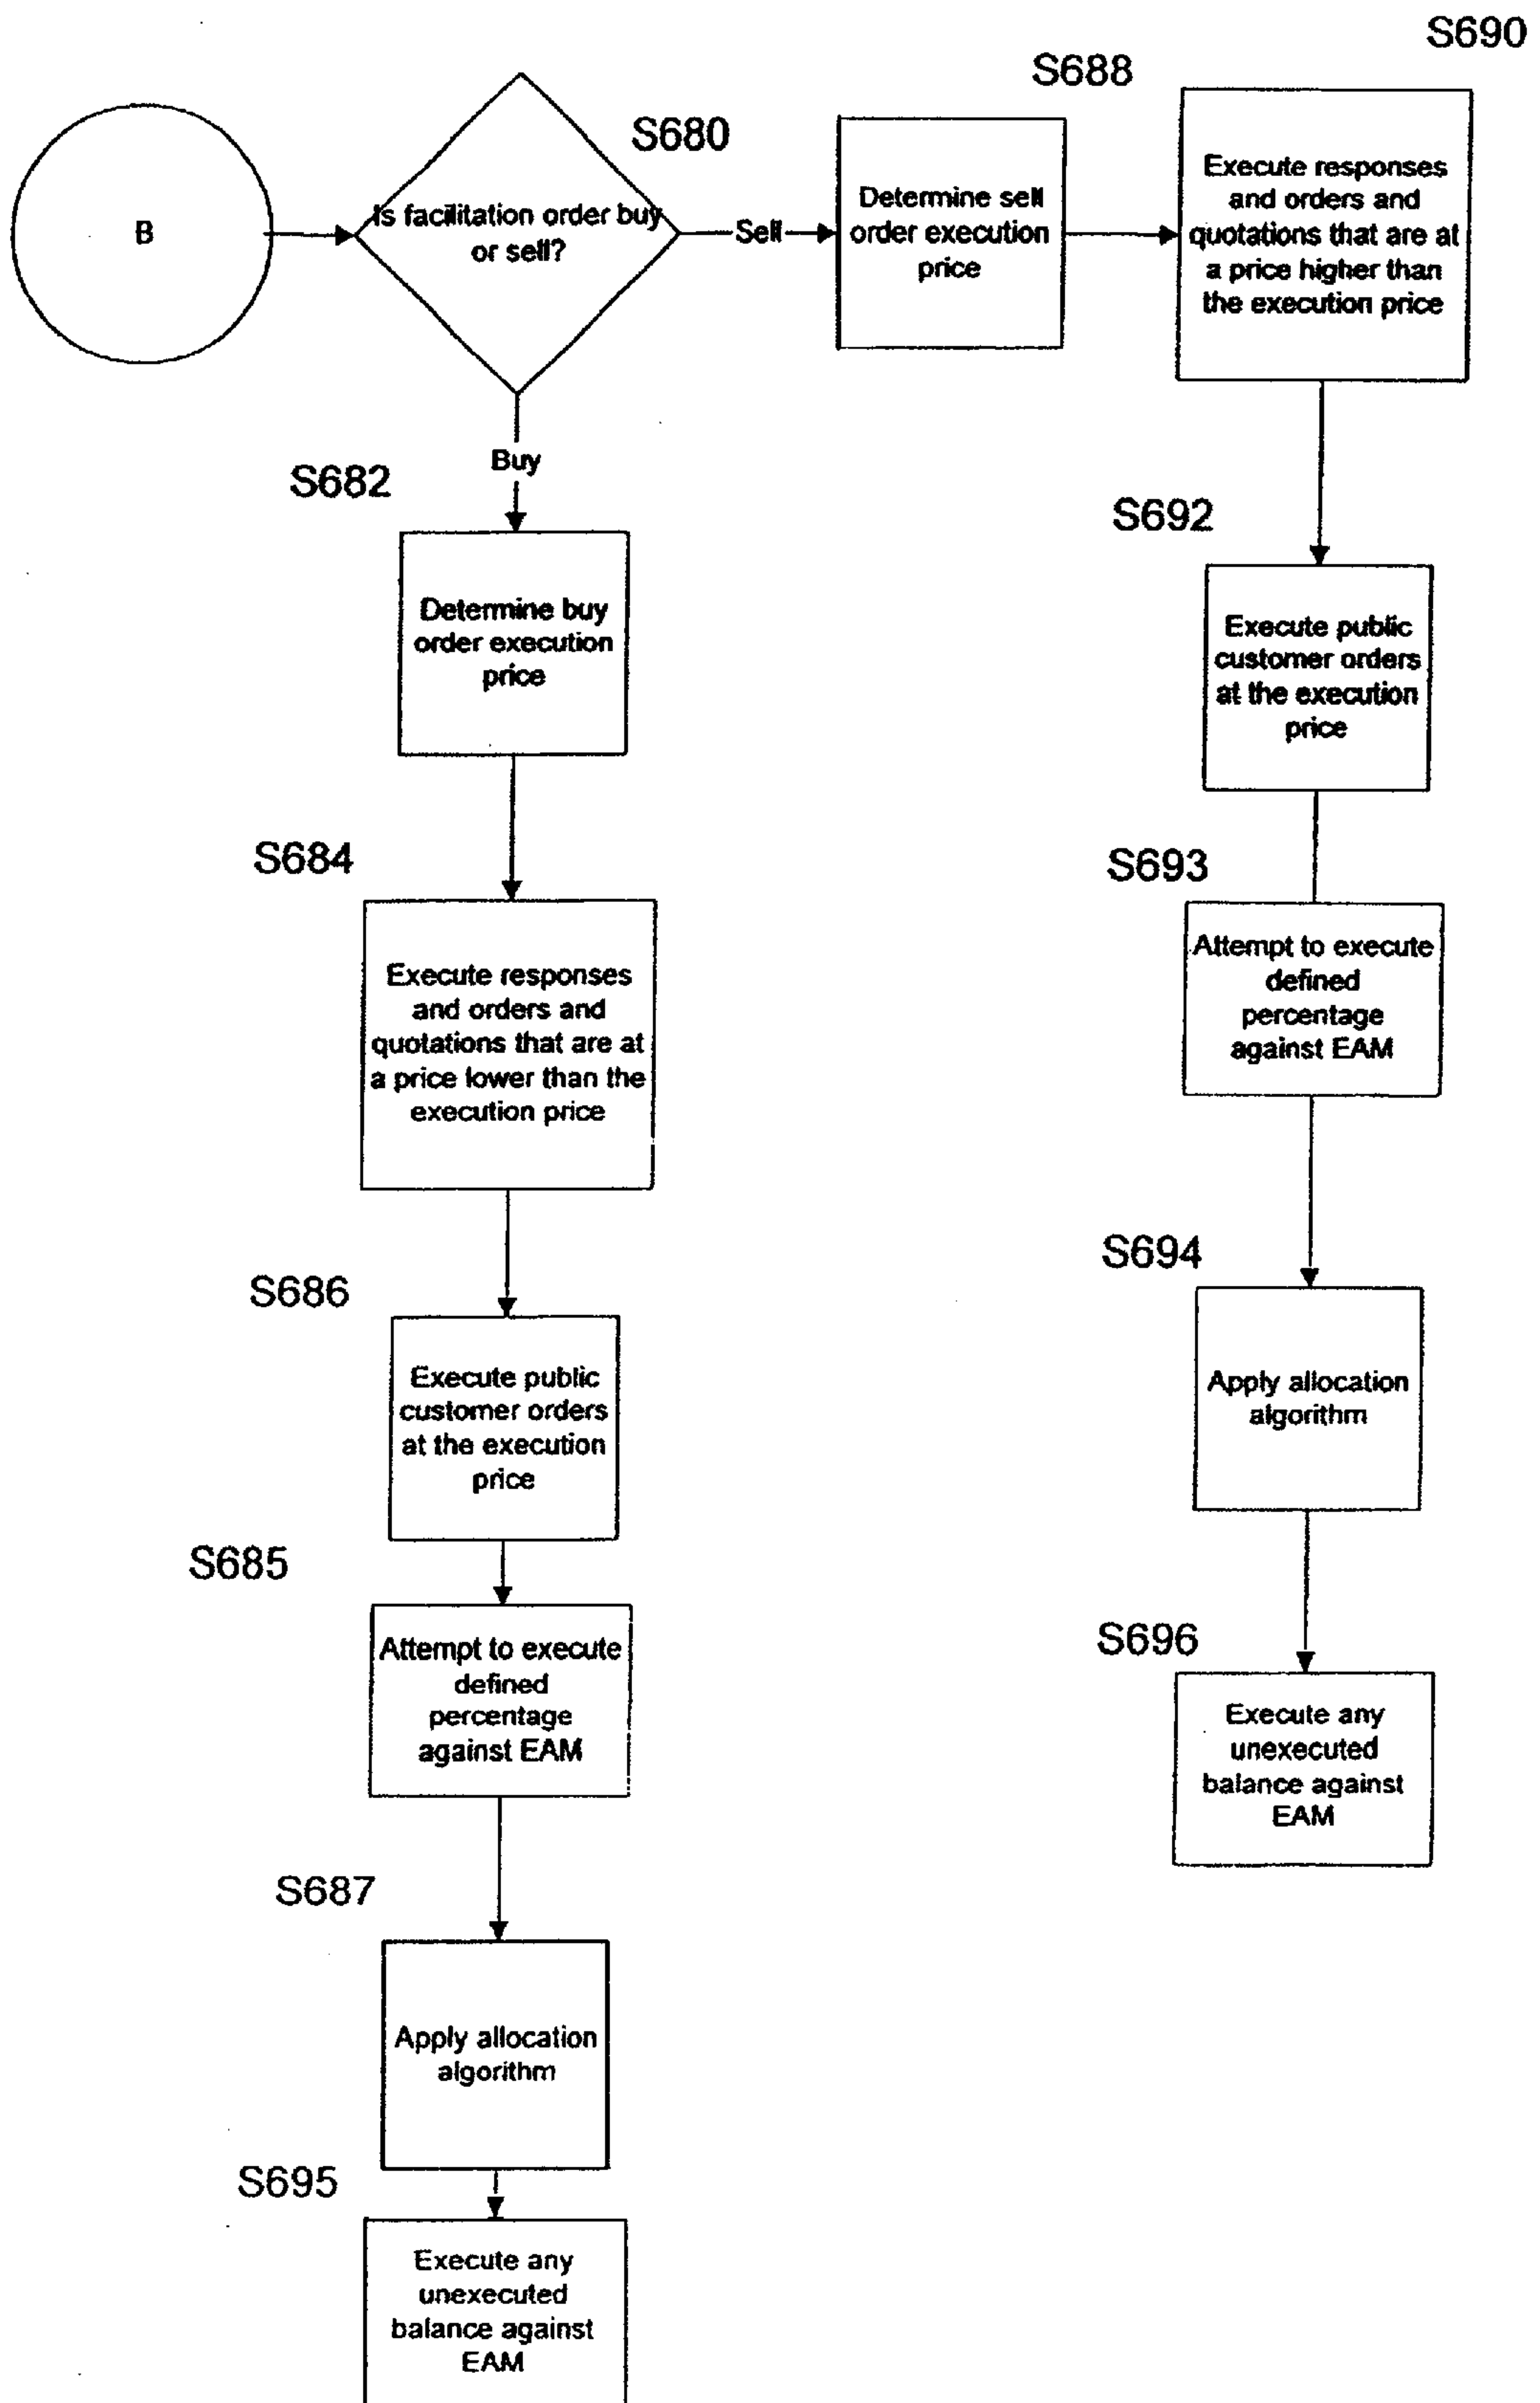 S690
S688
S680
B
Is facilitation order buy
or sell?
Sell
Determine sell
order execution
price
Execute responses
and orders and
quotations that are at
a price higher than
the execution price
Buy
S682
Determine buy
order execution
price
S692
Execute public
customer orders
at the execution
price
S684
Execute responses
and orders and
quotations that are at
a price lower than the
execution price
S693
Attempt to execute
defined
percentage
against EAM
S686
Execute public
customer orders
at the execution
price
S694
Apply allocation
algorithm
S685
Attempt to execute
defined
percentage
against EAM
S696
Execute any
unexecuted
balance against
EAM
S687
Apply allocation
algorithm
S695
Execute any
unexecuted
balance against
EAM